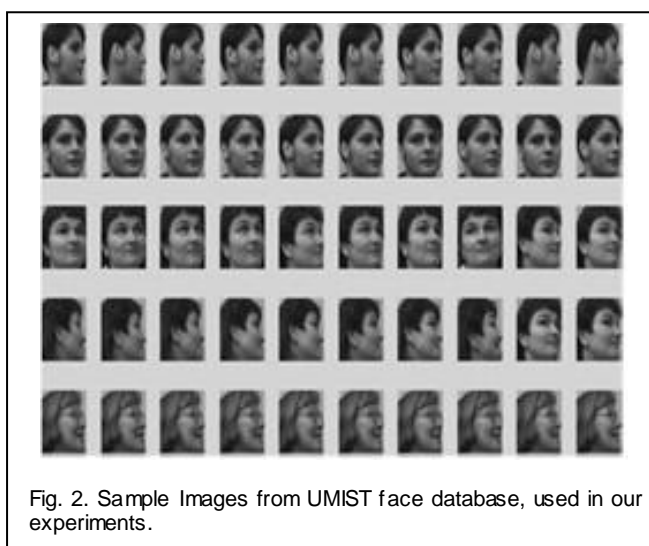 Fig. 2. Sample Images from UMIST face database, used in our
experiments.